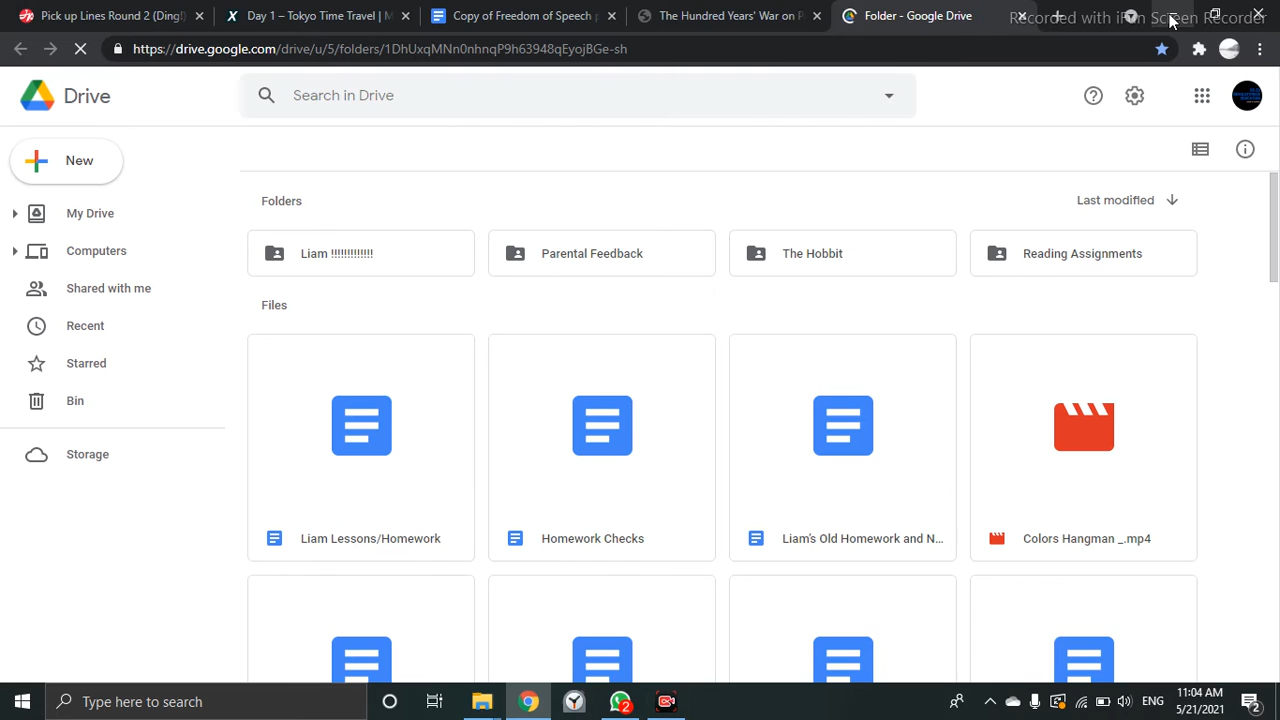 Pick up Lines Round 2 (Ding!
Day 1 – Tokyo Time Travel | M
Copy of Freedom of Speech p
The Hundred Years' War on P
Folder - Google Drive
Recorded with iFun Screen Recorder
https://drive.google.com/drive/u/5/folders/1DhUxqMNn0nhnqP9h63948qEyojBGe-sh
Drive
Search in Drive
New
My Drive
Computers
Shared with me
Recent
Starred
Bin
Storage
Folders
Last modified
Liam !!!!!!!!!!!!!
Parental Feedback
The Hobbit
Reading Assignments
Files
Liam Lessons/Homework
Homework Checks
Liam's Old Homework and N...
Colors Hangman _.mp4
Type here to search
2
ENG
11:04 AM
5/21/2021
2